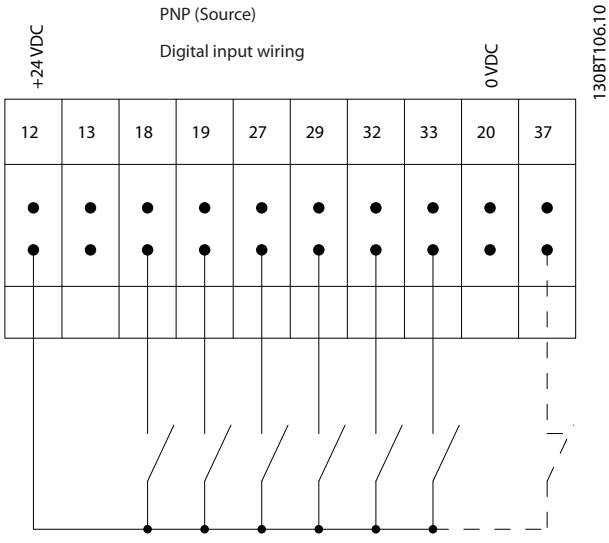 PNP (Source)
Digital input wiring
+24 VDC
0 VDC
130BT106.10
12 13 18 19 27 29 32 33 20 37